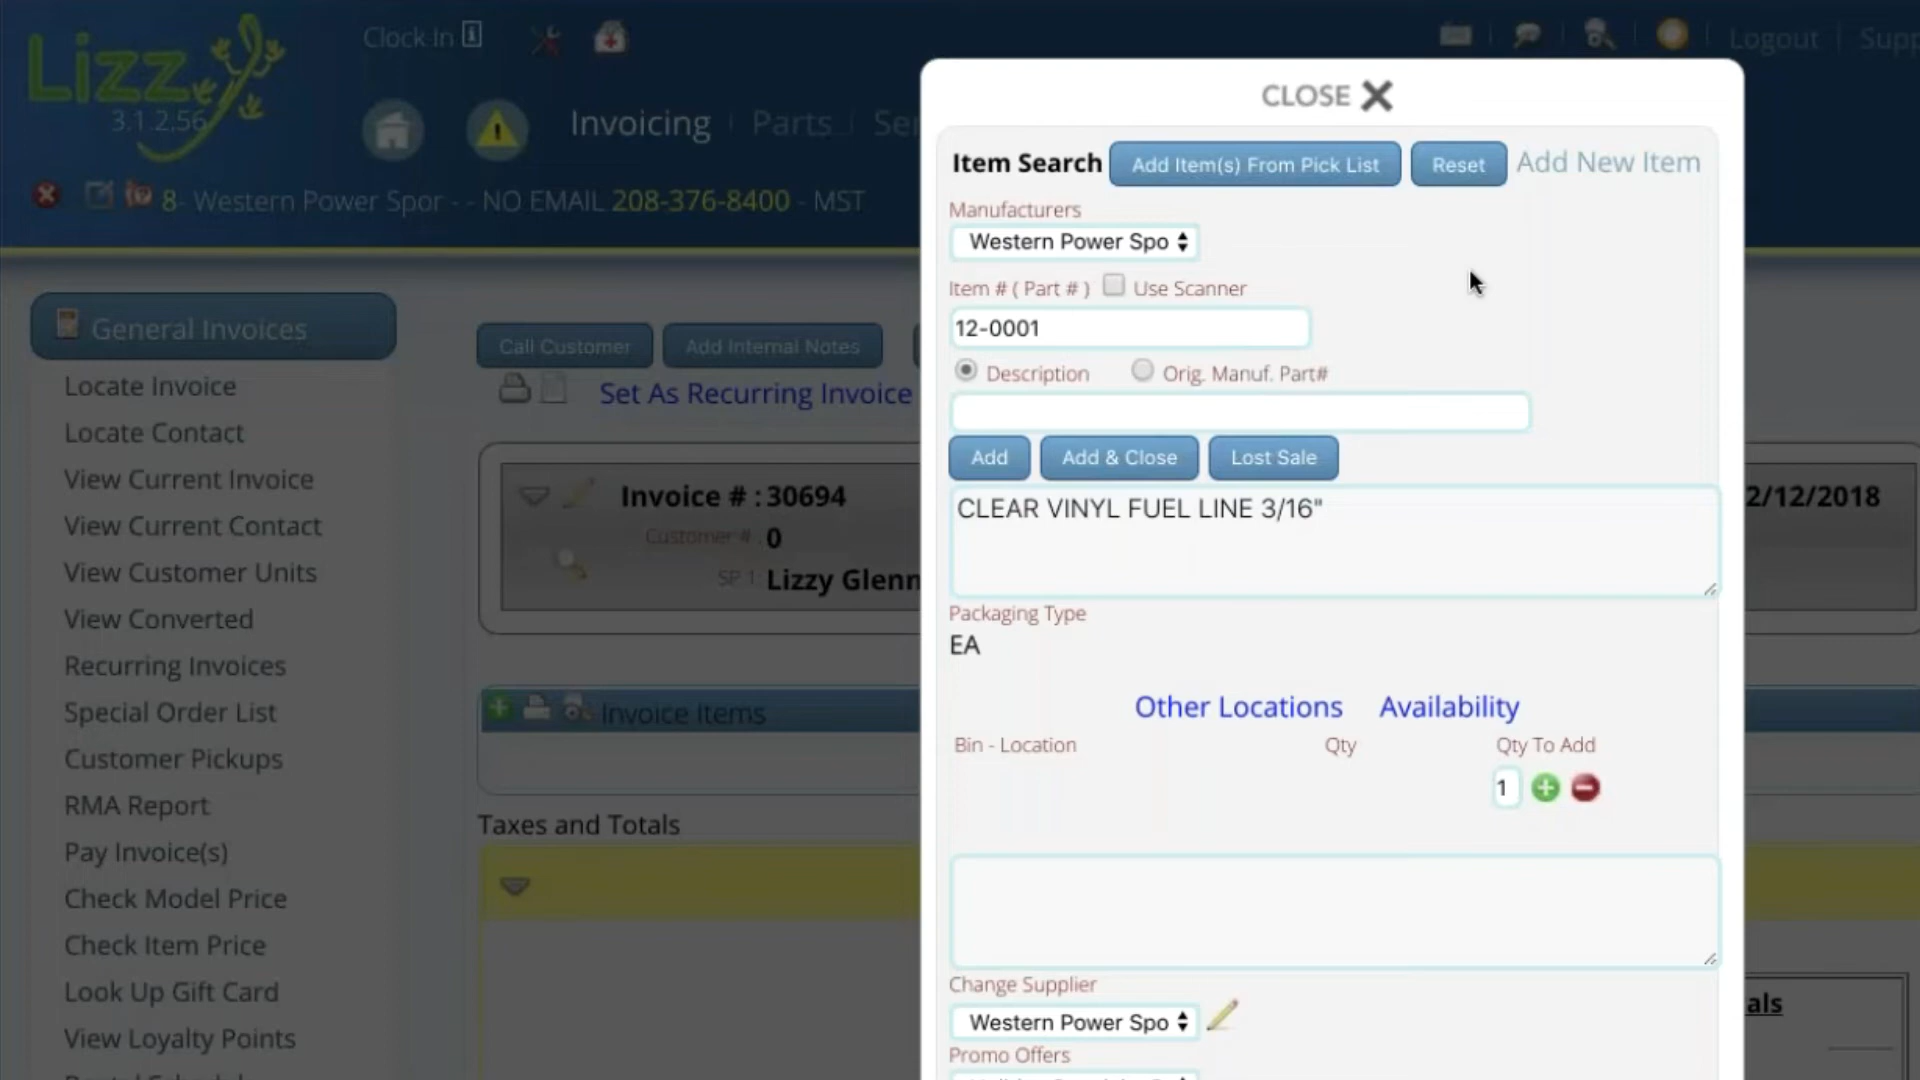 Lizz
3.1.2.56
Clock In
Logout
Invoicing
Parts
8- Western Power Spor - - NO EMAIL 208-376-8400 - MST
General Invoices
Locate Invoice
Locate Contact
View Current Invoice
View Current Contact
View Customer Units
View Converted
Recurring Invoices
Special Order List
Customer Pickups
RMA Report
Pay Invoice(s)
Check Model Price
Check Item Price
Look Up Gift Card
View Loyalty Points
Call Customer
Add Internal Notes
Set As Recurring Invoice
Invoice # : 30694
Customer # : 0
SP 1: Lizzy Glenn
2/12/2018
Invoice Items
Taxes and Totals
als
CLOSE
Item Search
Add Item(s) From Pick List
Reset
Add New Item
Manufacturers
Western Power Spo
Item # ( Part # )
Use Scanner
12-0001
Description
Orig. Manuf. Part#
Add
Add & Close
Lost Sale
CLEAR VINYL FUEL LINE 3/16"
Packaging Type
EA
Other Locations
Availability
Bin - Location
Qty
Qty To Add
1
Change Supplier
Western Power Spo
Promo Offers